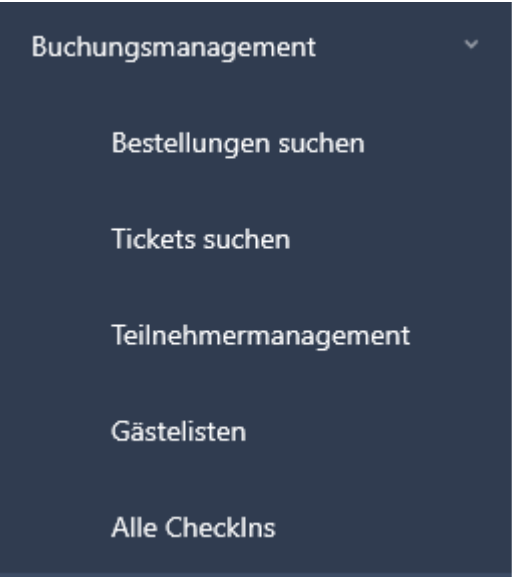 Buchungsmanagement
Bestellungen suchen
Tickets suchen
Teilnehmermanagement
Gästelisten
Alle CheckIns